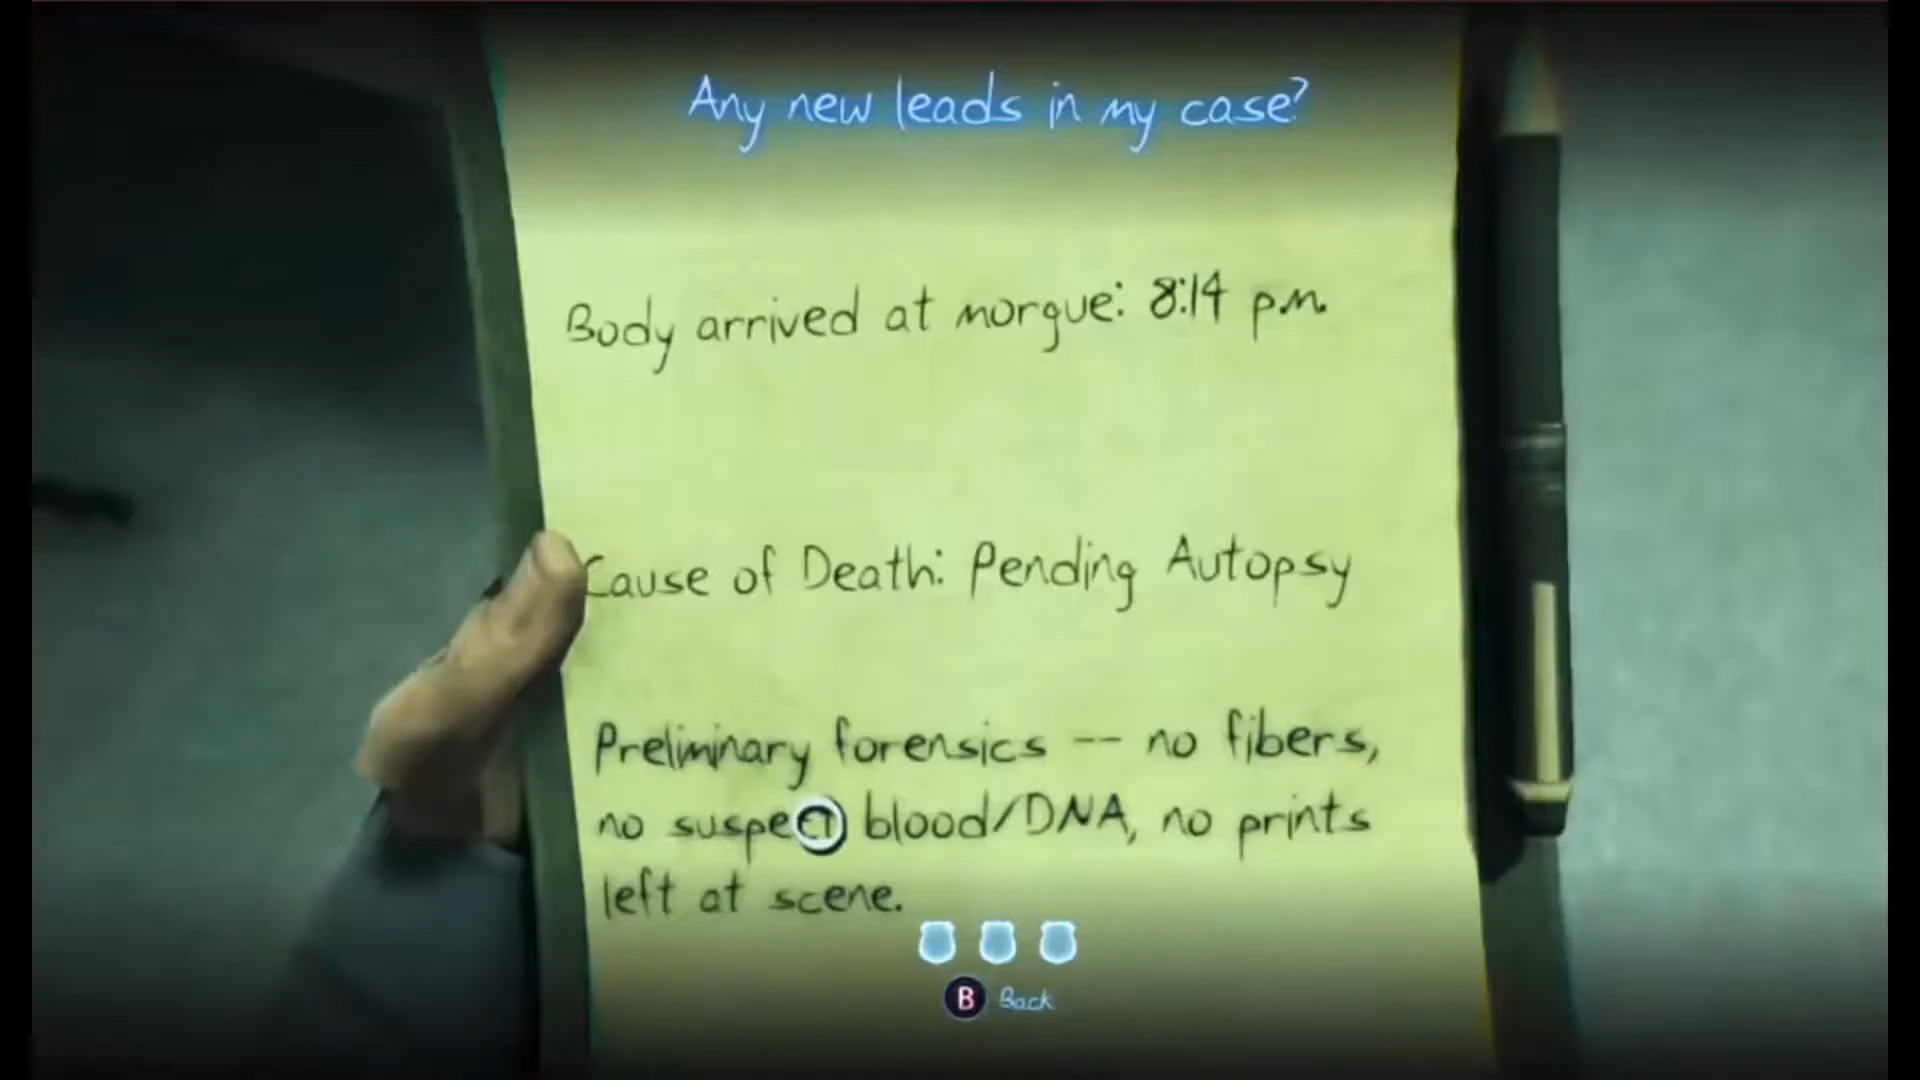 Any new leads in my case?
Body arrived at morgue: 8:14 p.m.
Cause of Death: Pending Autopsy
Preliminary forensics -- no fibers,
no suspect blood/DNA, no prints
left at scene.
B Back